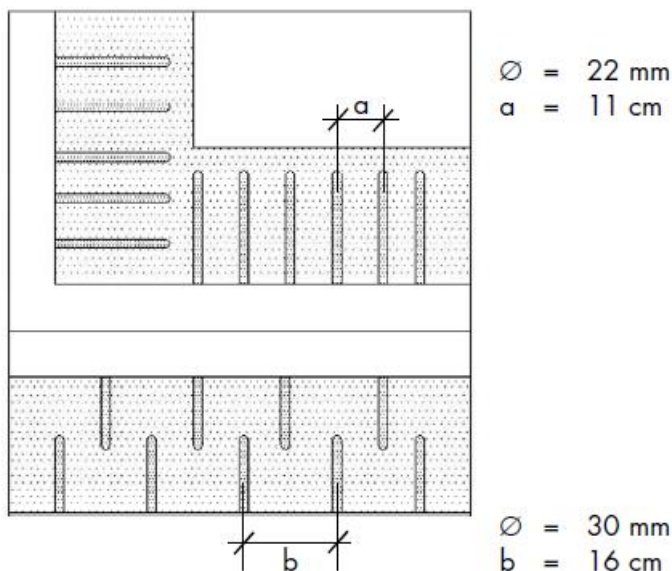 ∅ = 22 mm
a = 11 cm
a
∅ = 30 mm
b = 16 cm
b